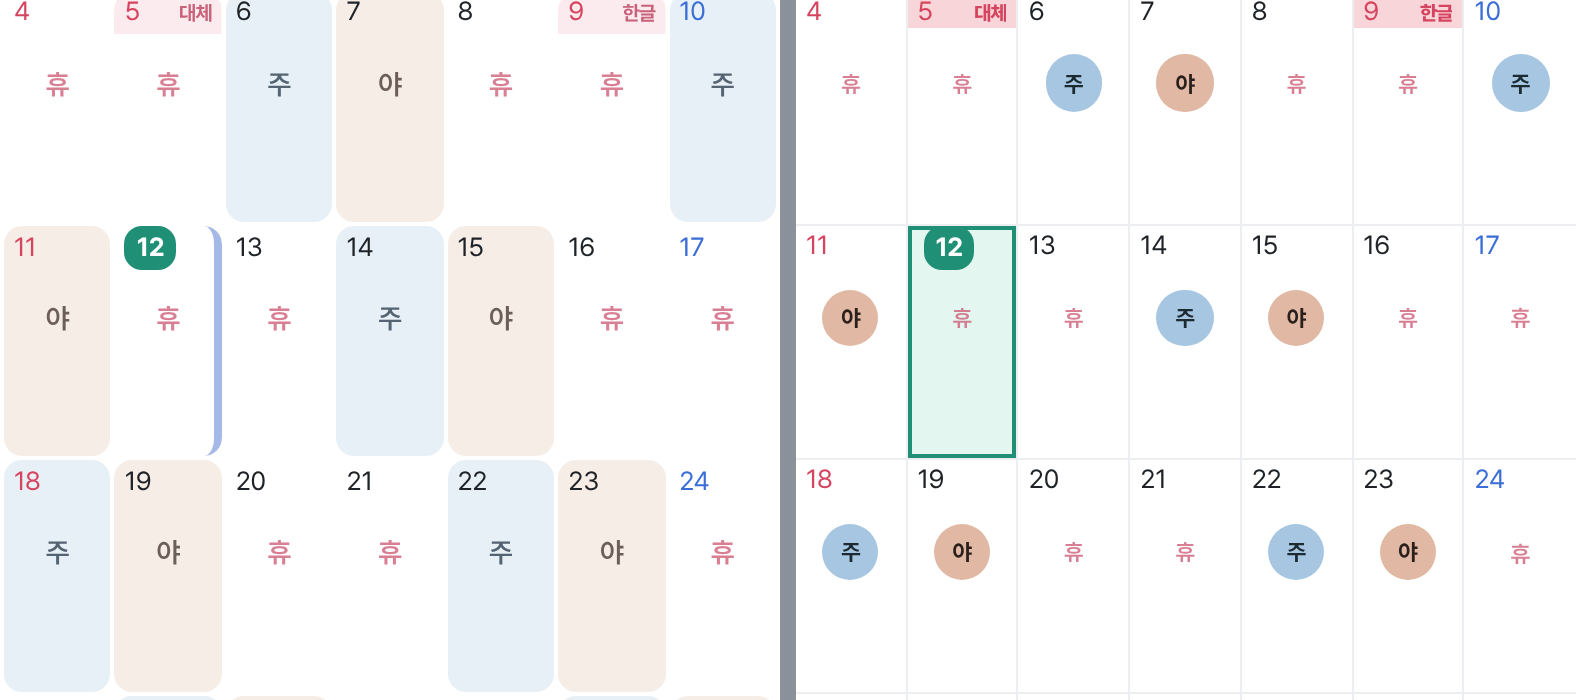 4 5 대체 6 7 8 9 한글 10
휴 휴 주 야 휴 휴 주
11 12 13 14 15 16 17
야 휴 휴 주 야 휴 휴
18 19 20 21 22 23 24
주 야 휴 휴 주 야 휴
4 5 대체 6 7 8 9 한글 10
휴 휴 주 야 휴 휴 주
11 12 13 14 15 16 17
야 휴 휴 주 야 휴 휴
18 19 20 21 22 23 24
주 야 휴 휴 주 야 휴